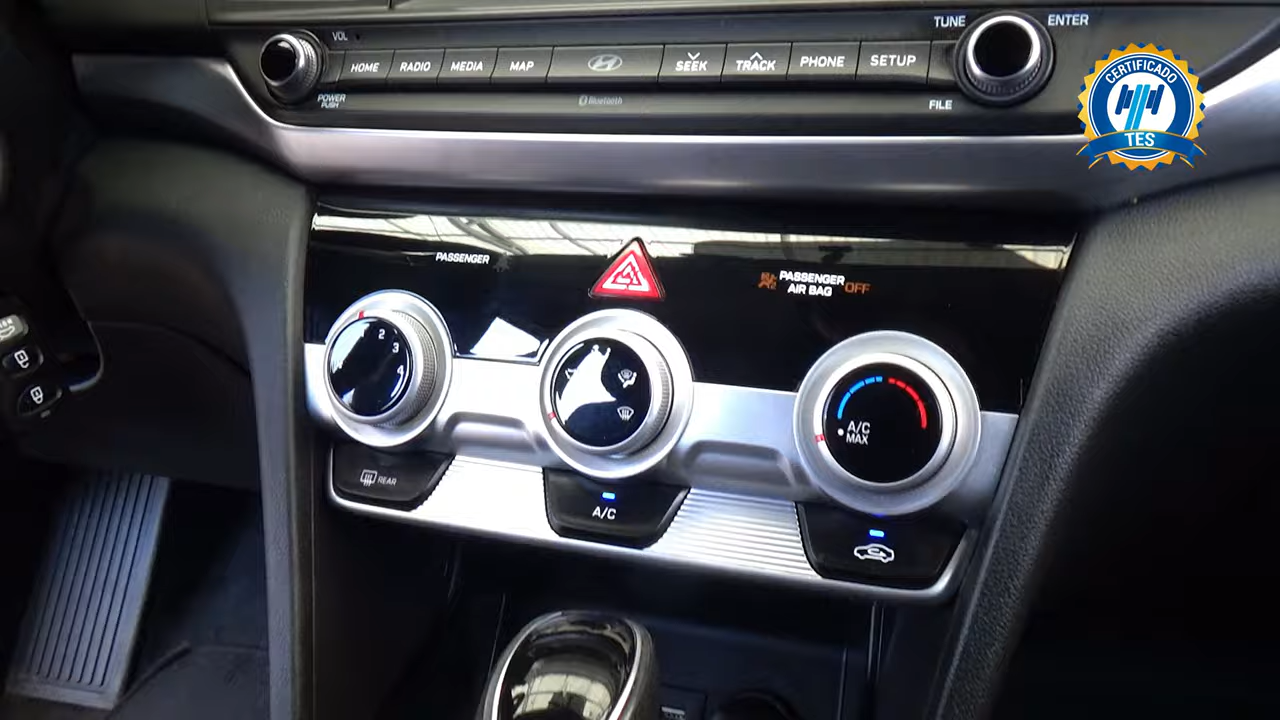 VOL
TUNE
ENTER
HOME
RADIO
MEDIA
MAP
SEEK
TRACK
PHONE
SETUP
POWER
PUSH
Bluetooth
FILE
CERTIFICADO
TES
PASSENGER
PASSENGER
AIR BAG OFF
2
3
4
A/C
MAX
REAR
A/C